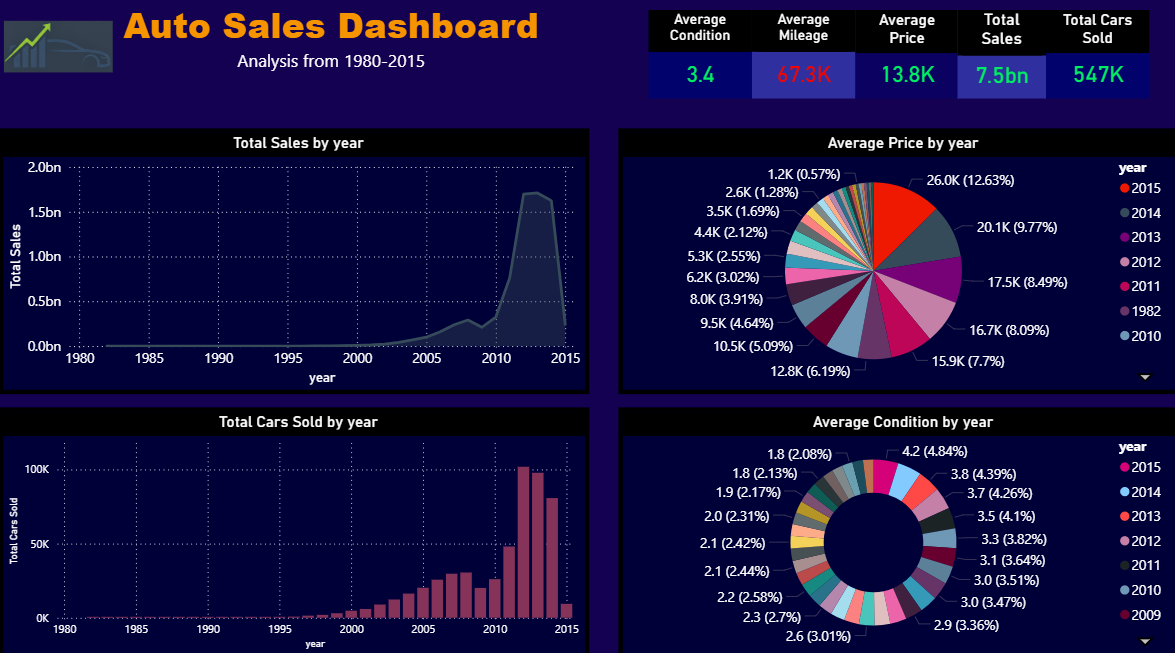 Auto Sales Dashboard
Analysis from 1980-2015
Average Condition
3.4
Average Mileage
67.3K
Average Price
13.8K
Total Sales
7.5bn
Total Cars Sold
547K
Total Sales by year
Total Sales
2.0bn
1.5bn
1.0bn
0.5bn
0.0bn
1980 1985 1990 1995 2000 2005 2010 2015
year
Average Price by year
26.0K (12.63%)
20.1K (9.77%)
17.5K (8.49%)
16.7K (8.09%)
15.9K (7.7%)
12.8K (6.19%)
10.5K (5.09%)
9.5K (4.64%)
8.0K (3.91%)
6.2K (3.02%)
5.3K (2.55%)
4.4K (2.12%)
3.5K (1.69%)
2.6K (1.28%)
1.2K (0.57%)
year
2015
2014
2013
2012
2011
1982
2010
Total Cars Sold by year
Total Cars Sold
100K
50K
0K
1980 1985 1990 1995 2000 2005 2010 2015
year
Average Condition by year
4.2 (4.84%)
3.8 (4.39%)
3.7 (4.26%)
3.5 (4.1%)
3.3 (3.82%)
3.1 (3.64%)
3.0 (3.51%)
3.0 (3.47%)
2.9 (3.36%)
2.6 (3.01%)
2.3 (2.7%)
2.2 (2.58%)
2.1 (2.44%)
2.1 (2.42%)
2.0 (2.31%)
1.9 (2.17%)
1.8 (2.13%)
1.8 (2.08%)
year
2015
2014
2013
2012
2011
2010
2009